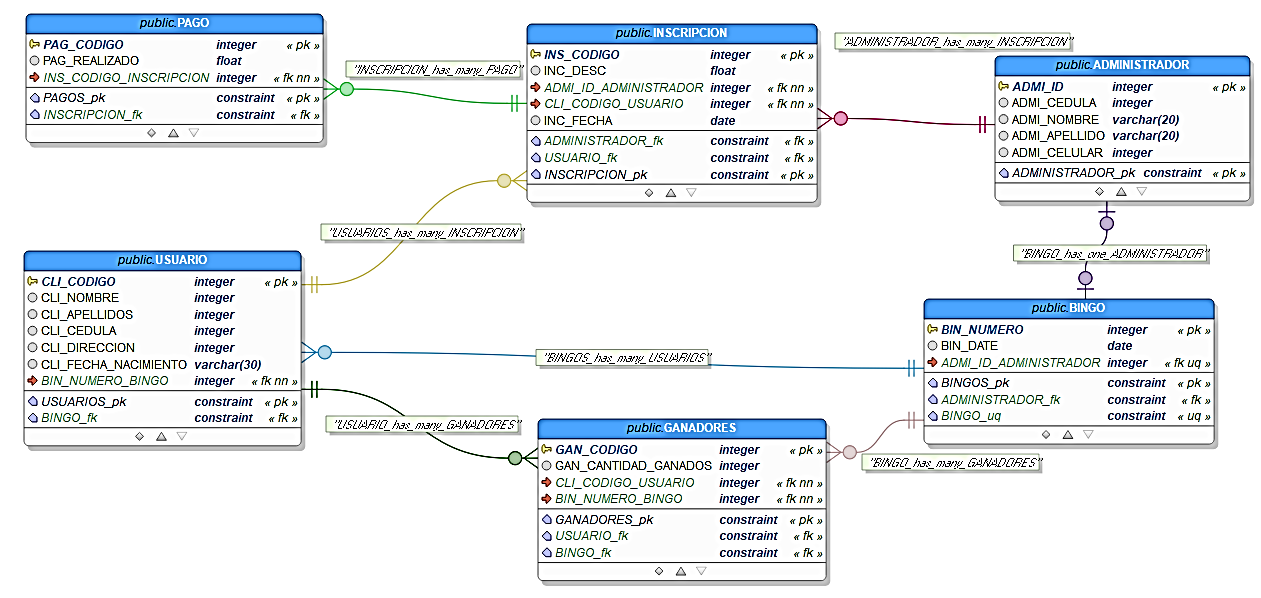 public.PAGO
PAG_CODIGO integer « pk »
PAG_REALIZADO float
INS_CODIGO_INSCRIPCION integer « fk nn »
PAGOS_pk constraint « pk »
INSCRIPCION_fk constraint « fk »
"INSCRIPCION_has_many_PAGO"
public.INSCRIPCION
INS_CODIGO integer « pk »
INC_DESC float
ADMI_ID_ADMINISTRADOR integer « fk nn »
CLI_CODIGO_USUARIO integer « fk nn »
INC_FECHA date
ADMINISTRADOR_fk constraint « fk »
USUARIO_fk constraint « fk »
INSCRIPCION_pk constraint « pk »
"ADMINISTRADOR_has_many_INSCRIPCION"
public.ADMINISTRADOR
ADMI_ID integer « pk »
ADMI_CEDULA integer
ADMI_NOMBRE varchar(20)
ADMI_APELLIDO varchar(20)
ADMI_CELULAR integer
ADMINISTRADOR_pk constraint « pk »
"USUARIOS_has_many_INSCRIPCION"
"BINGO_has_one_ADMINISTRADOR"
public.USUARIO
CLI_CODIGO integer « pk »
CLI_NOMBRE integer
CLI_APELLIDOS integer
CLI_CEDULA integer
CLI_DIRECCION integer
CLI_FECHA_NACIMIENTO varchar(30)
BIN_NUMERO_BINGO integer « fk nn »
USUARIOS_pk constraint « pk »
BINGO_fk constraint « fk »
"BINGOS_has_many_USUARIOS"
public.BINGO
BIN_NUMERO integer « pk »
BIN_DATE date
ADMI_ID_ADMINISTRADOR integer « fk uq »
BINGOS_pk constraint « pk »
ADMINISTRADOR_fk constraint « fk »
BINGO_uq constraint « uq »
"USUARIO_has_many_GANADORES"
public.GANADORES
GAN_CODIGO integer « pk »
GAN_CANTIDAD_GANADOS integer
CLI_CODIGO_USUARIO integer « fk nn »
BIN_NUMERO_BINGO integer « fk nn »
GANADORES_pk constraint « pk »
USUARIO_fk constraint « fk »
BINGO_fk constraint « fk »
"BINGO_has_many_GANADORES"